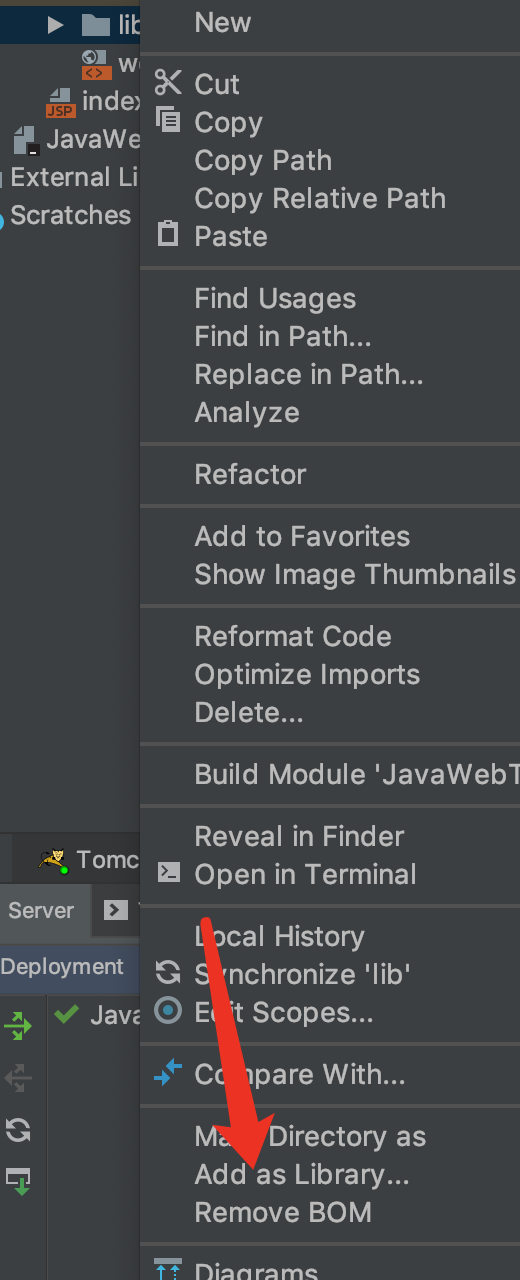 lib
New
Cut
Copy
JSP index
JavaWe
Copy Path
External Li
Copy Relative Path
Scratches
Paste
Find Usages
Find in Path...
Replace in Path...
Analyze
Refactor
Add to Favorites
Show Image Thumbnails
Reformat Code
Optimize Imports
Delete...
Build Module 'JavaWebT
Reveal in Finder
Tomc
Open in Terminal
Server
Local History
Deployment
Synchronize 'lib'
Java
Edit Scopes...
Compare With...
Mark Directory as
Add as Library...
Remove BOM
Diagrams